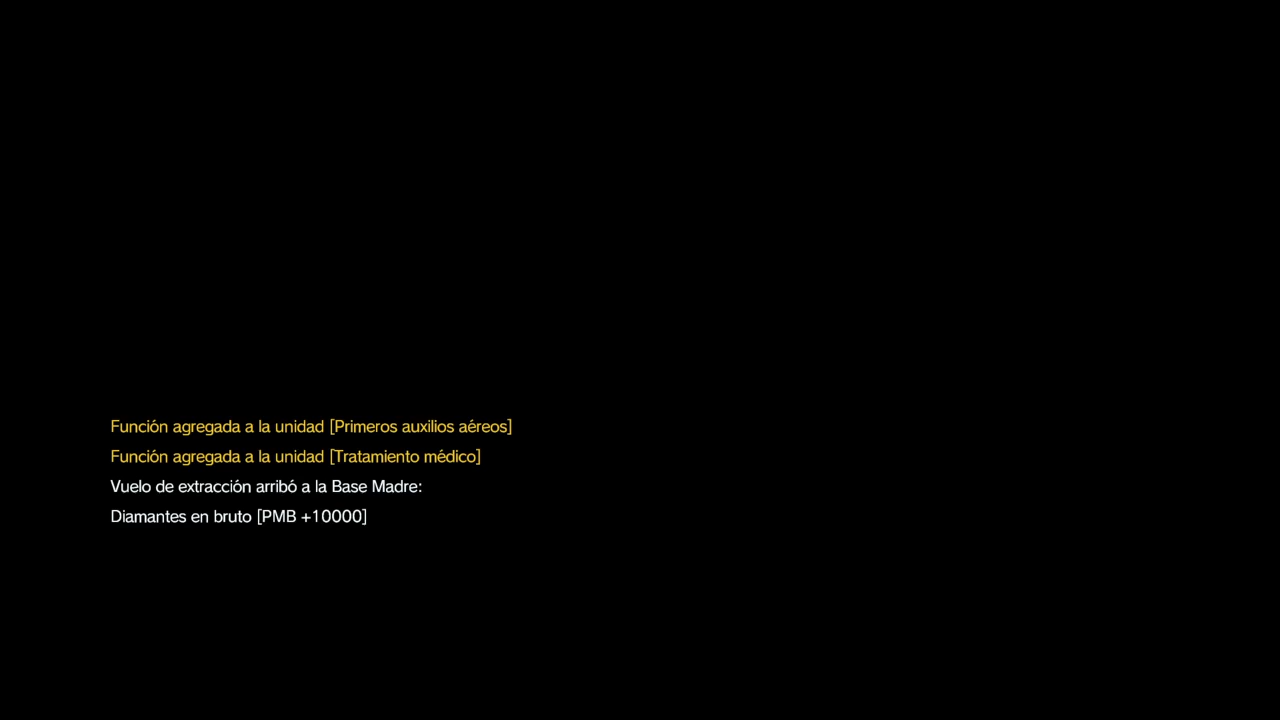 Función agregada a la unidad [Primeros auxilios aéreos]
Función agregada a la unidad [Tratamiento médico]
Vuelo de extracción arribó a la Base Madre:
Diamantes en bruto [PMB +10000]